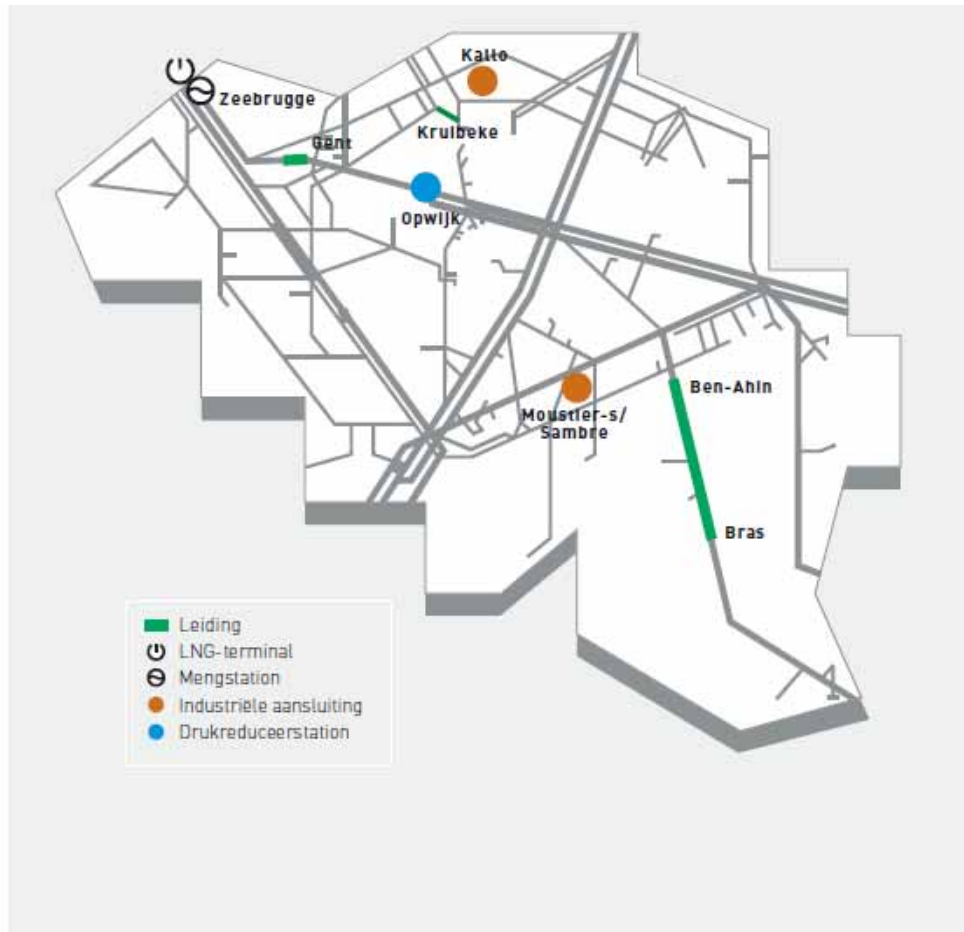 Kallo
Zeebrugge
Kruibeke
Gent
Opwijk
Ben-Ahin
Moustier-s/
Sambre
Bras
Leiding
LNG-terminal
Mengstation
Industriële aansluiting
Drukreduceerstation